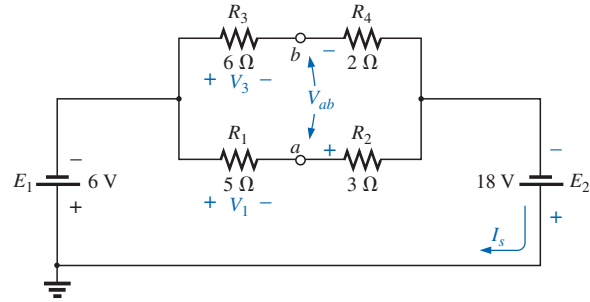 R3 R4
b −
6 Ω 2 Ω
+ V3 −
Vab
R1 a + R2
− −
E1 6 V 5 Ω 3 Ω 18 V E2
+ + V1 − +
Is